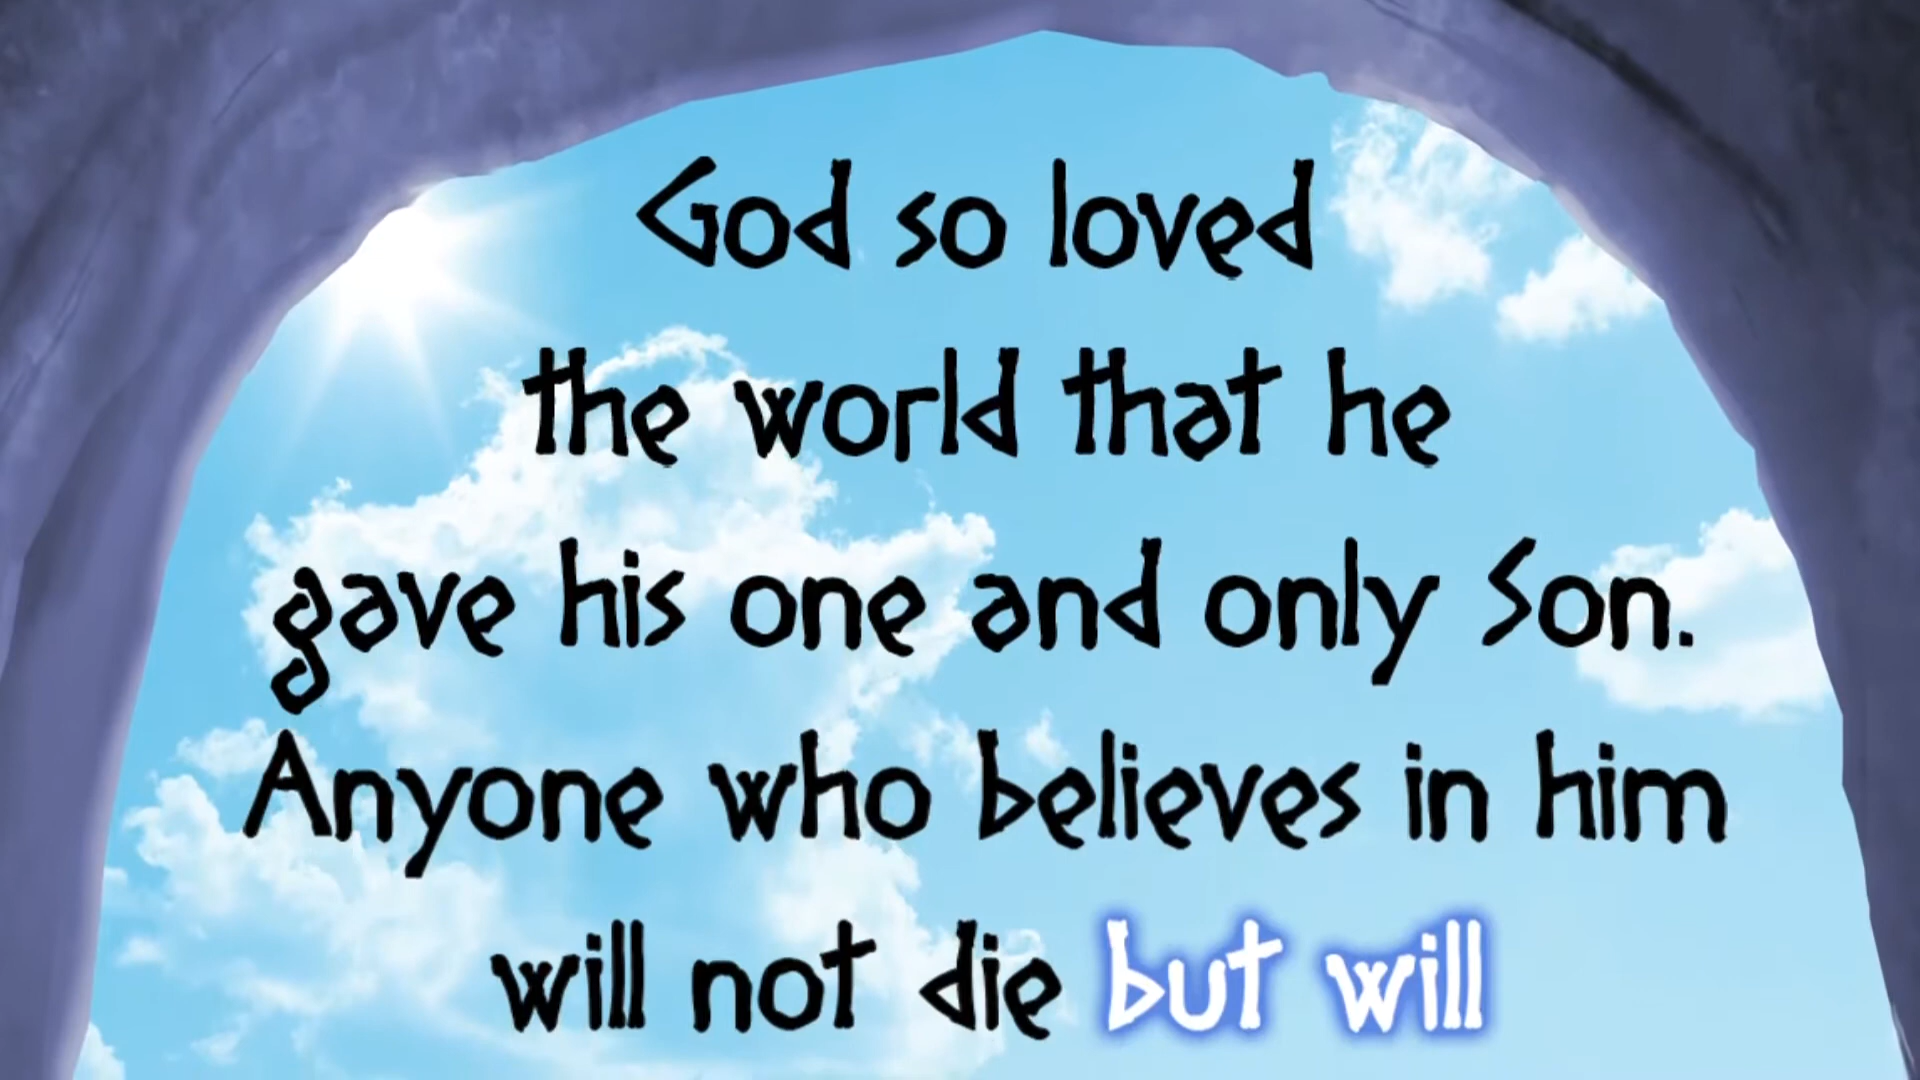 God so loved
the world that he
gave his one and only Son.
Anyone who believes in him
will not die but will